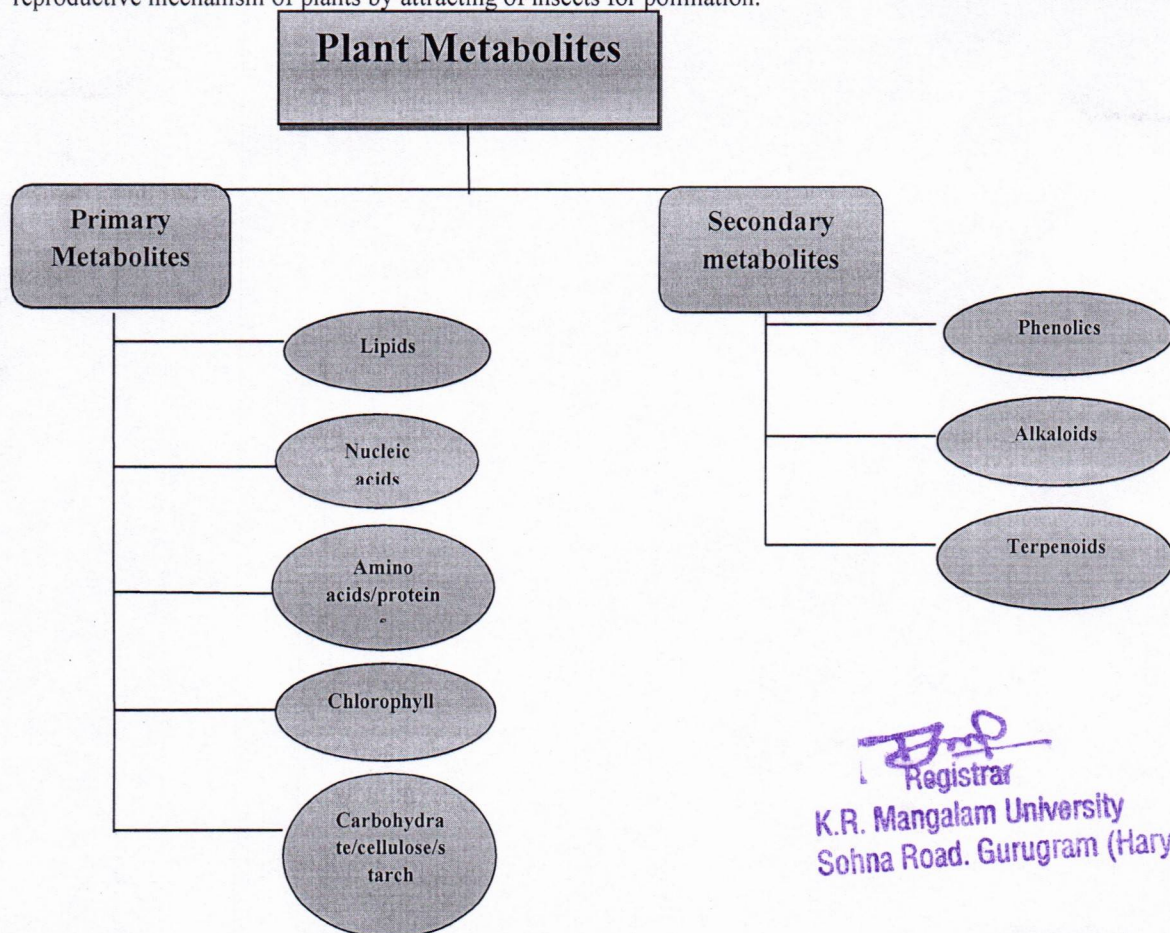 reproductive mechanism of plants by attracting of insects for pollination.
Plant Metabolites
Primary
Metabolites
Secondary
metabolites
Lipids
Nucleic
acids
Amino
acids/protein
s
Chlorophyll
Carbohydra
te/cellulose/s
tarch
Phenolics
Alkaloids
Terpenoids
Registrar
K.R. Mangalam University
Sohna Road. Gurugram (Hary